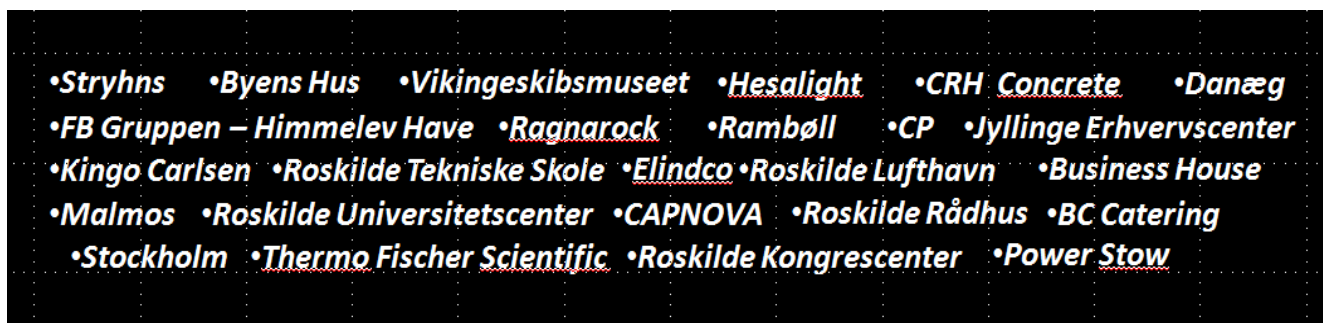 •Stryhns •Byens Hus •Vikingeskibsmuseet •Hesalight •CRH Concrete •Danæg
•FB Gruppen – Himmelev Have •Ragnarock •Rambøll •CP •Jyllinge Erhvervscenter
•Kingo Carlsen •Roskilde Tekniske Skole •Elindco •Roskilde Lufthavn •Business House
•Malmos •Roskilde Universitetscenter •CAPNOVA •Roskilde Rådhus •BC Catering
•Stockholm •Thermo Fischer Scientific •Roskilde Kongrescenter •Power Stow